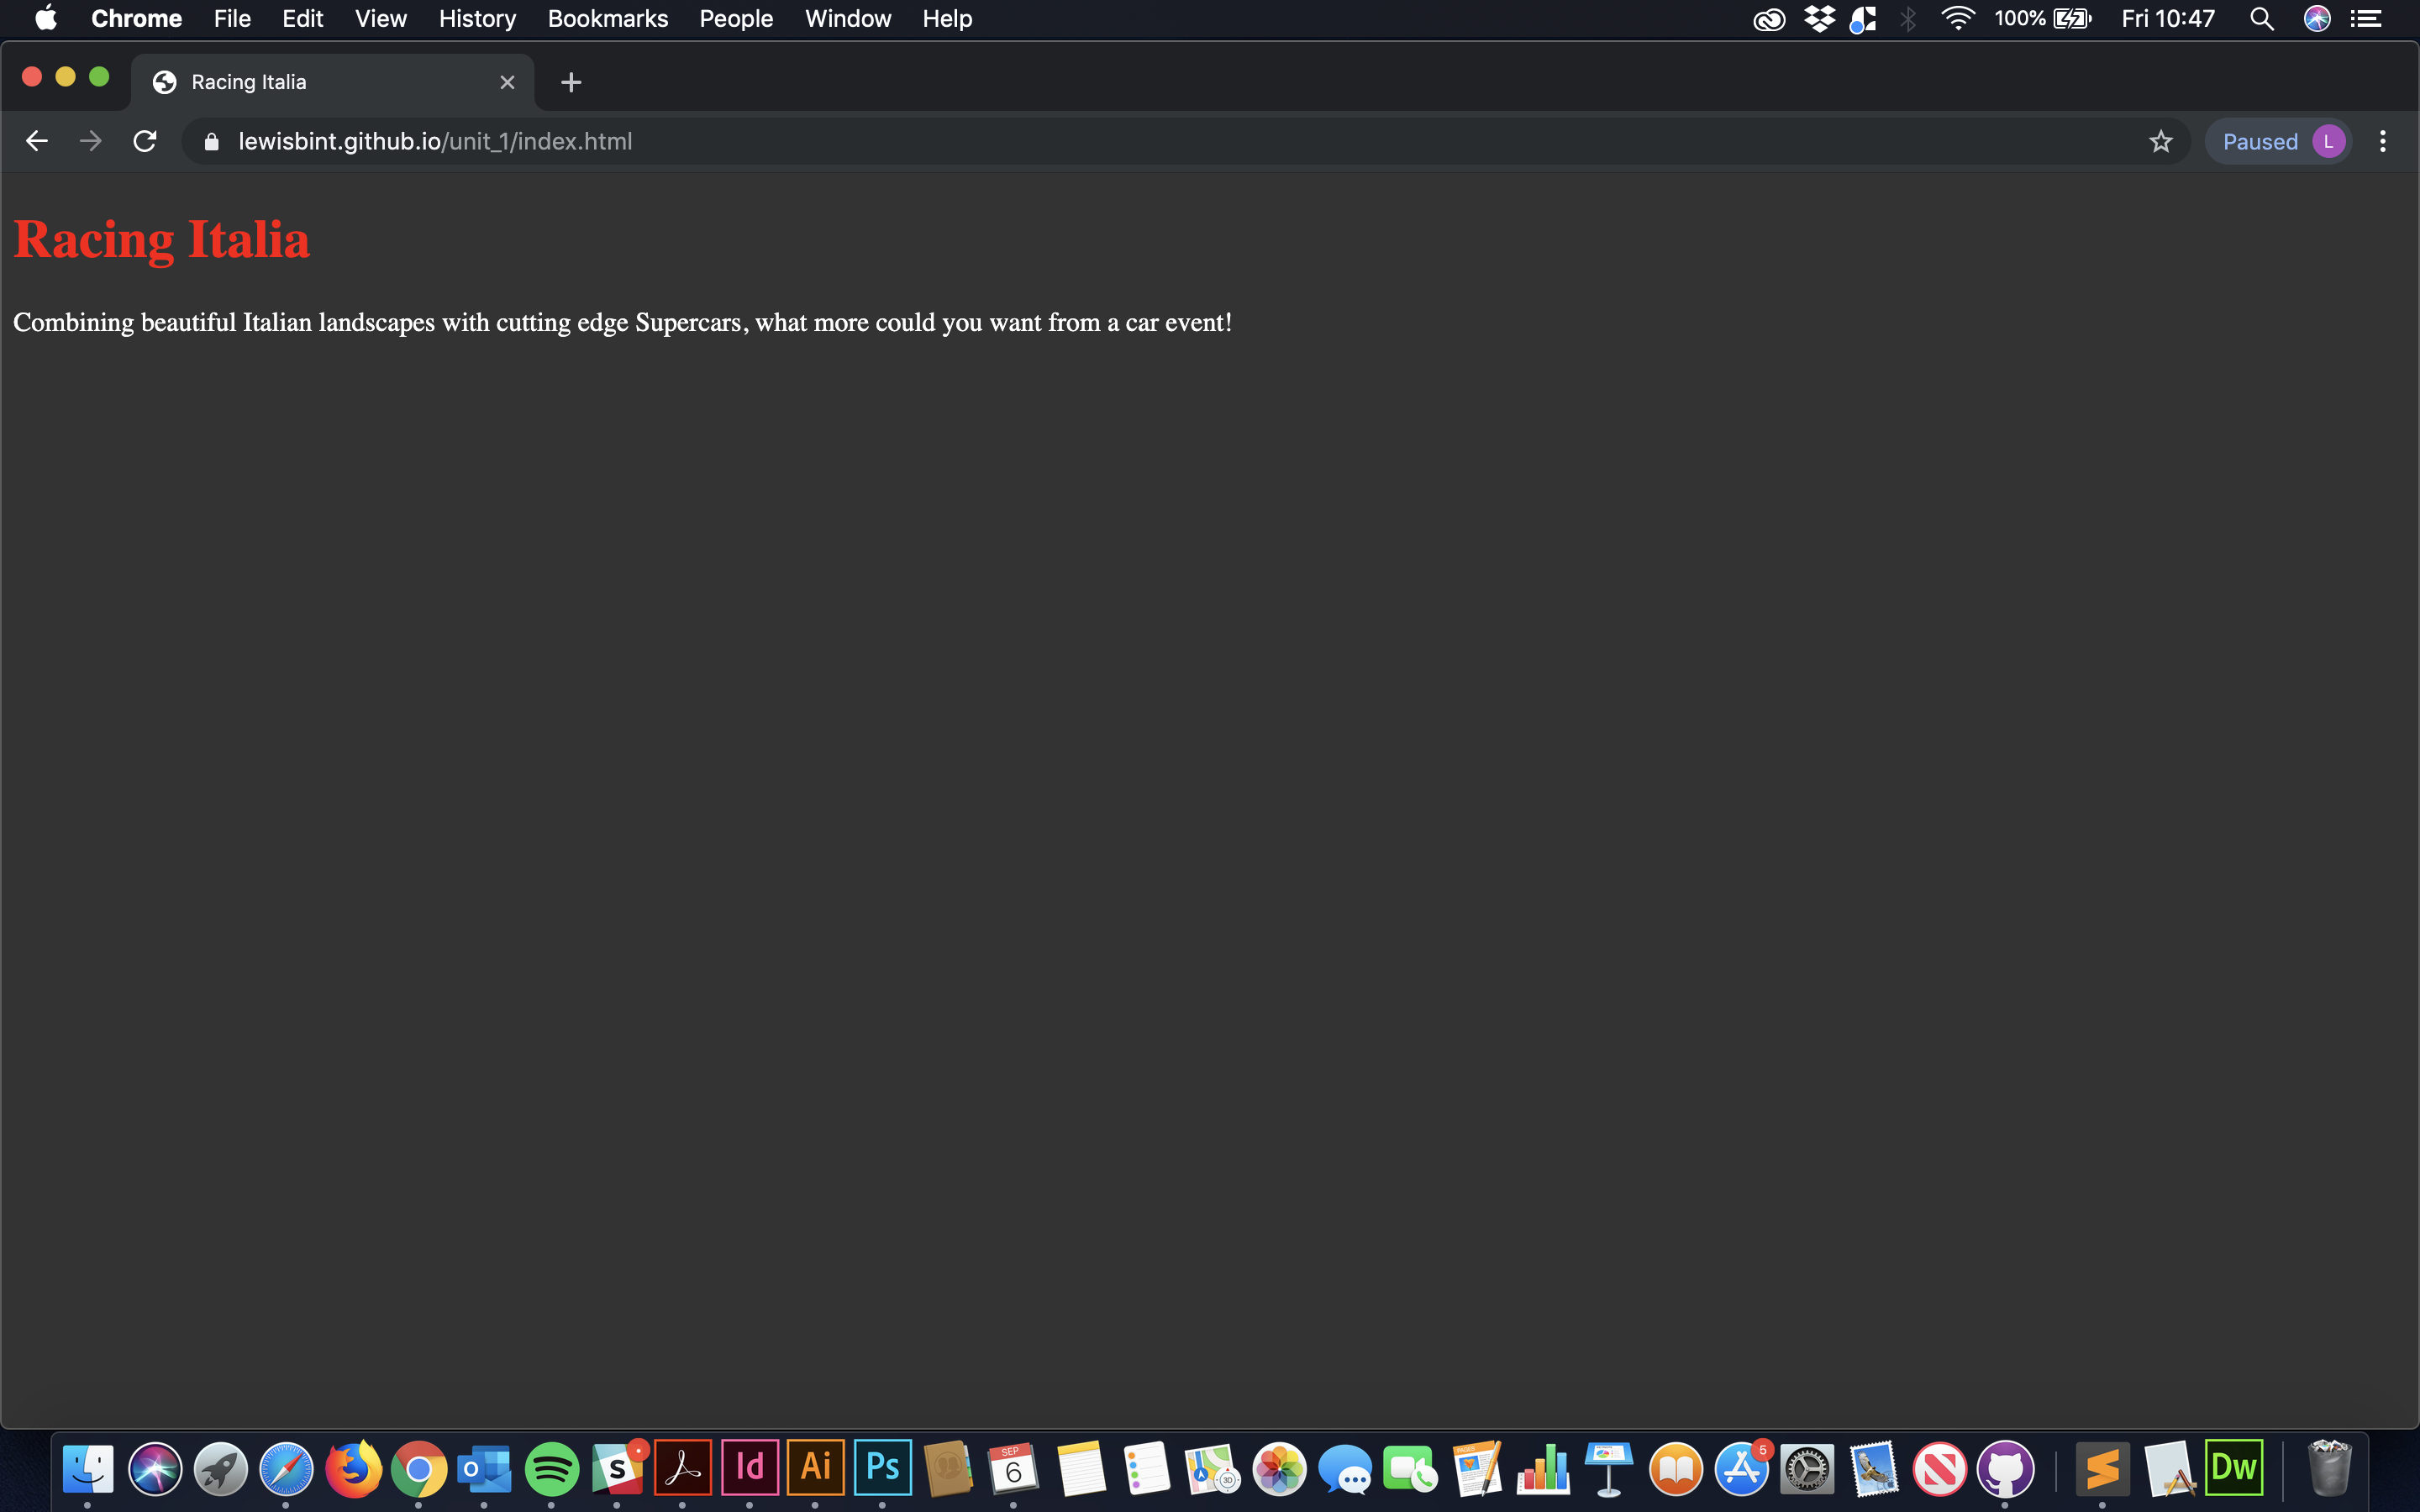 Chrome File Edit View History Bookmarks People Window Help 100% Fri 10:47
Racing Italia
lewisbint.github.io/unit_1/index.html Paused L
Racing Italia
Combining beautiful Italian landscapes with cutting edge Supercars, what more could you want from a car event!
O S Id Ai Ps SEP 6 30 PAGES 5 Dw